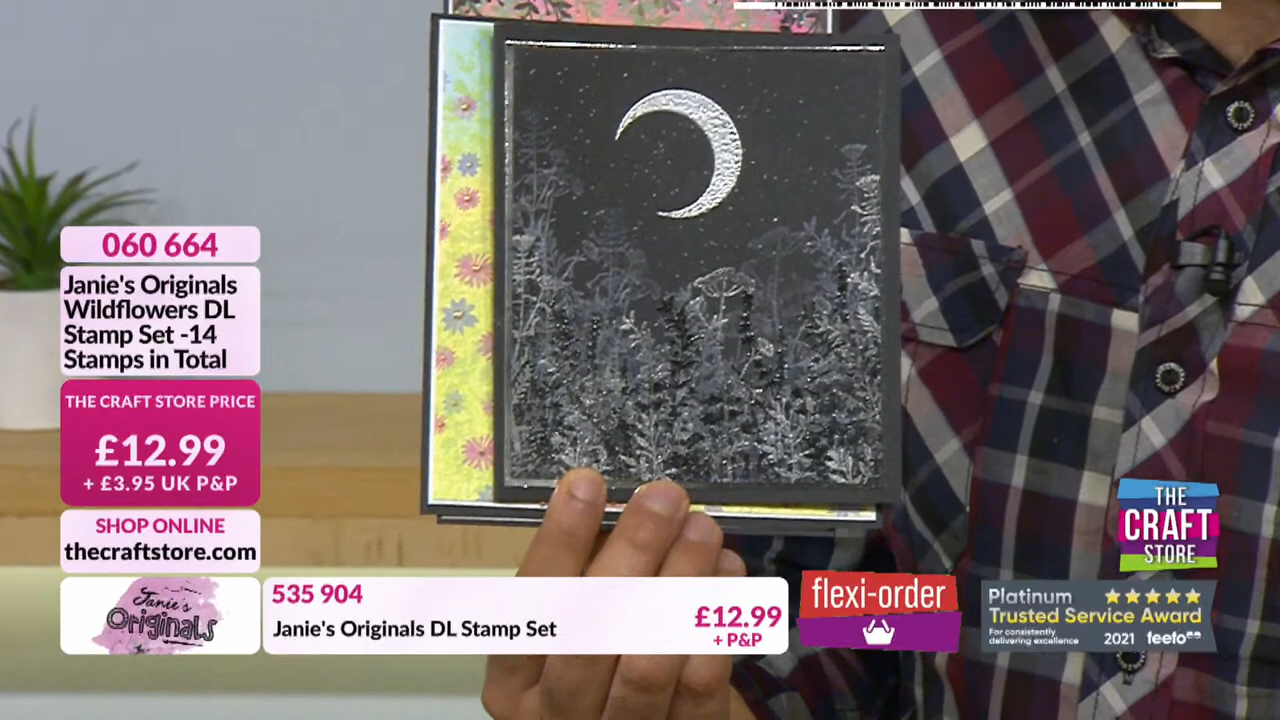 060 664
Janie's Originals
Wildflowers DL
Stamp Set -14
Stamps in Total
THE CRAFT STORE PRICE
£12.99
+ £3.95 UK P&P
SHOP ONLINE
thecraftstore.com
Janie's
Originals
535 904
Janie's Originals DL Stamp Set
£12.99
+ P&P
flexi-order
THE
CRAFT
STORE
Platinum
Trusted Service Award
For consistently
delivering excellence
2021 feefo